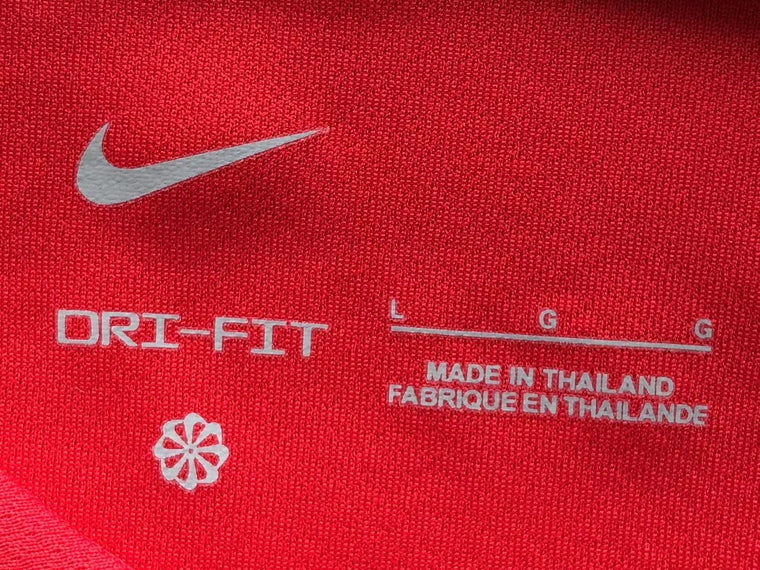 DRI-FIT
L G G
MADE IN THAILAND
FABRIQUE EN THAILANDE